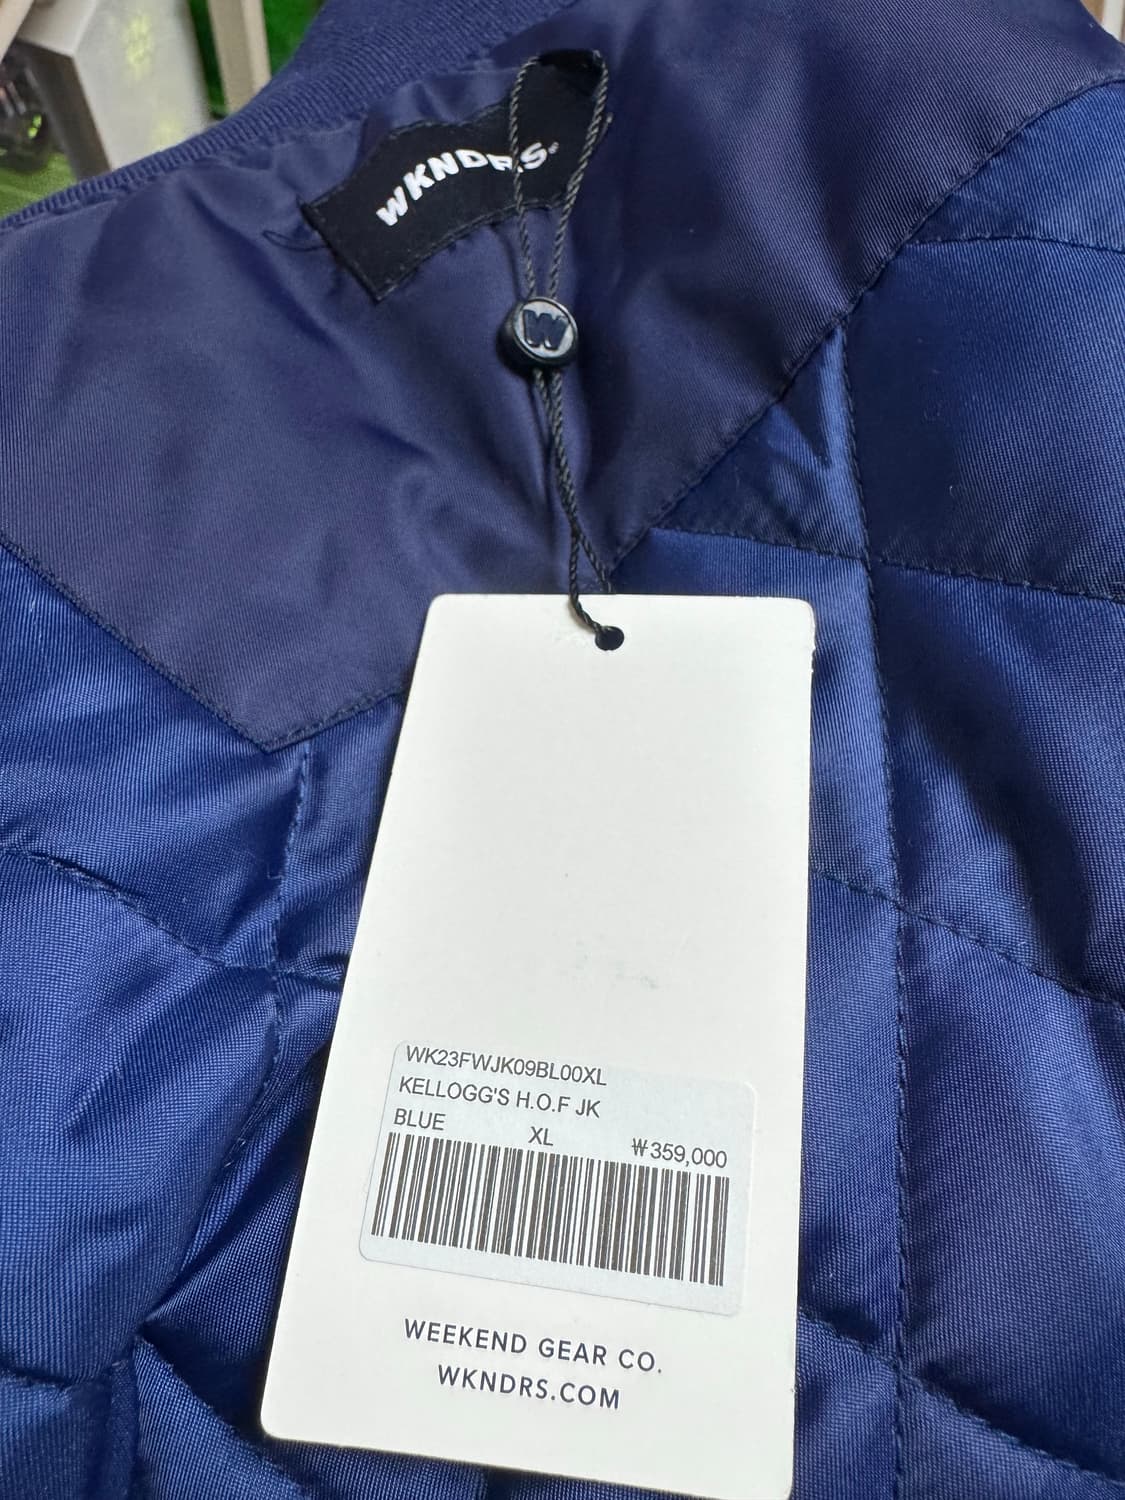 WKNDRS
W
WK23FWJK09BL00XL
KELLOGG'S H.O.F JK
BLUE XL ₩359,000
WEEKEND GEAR CO.
WKNDRS.COM